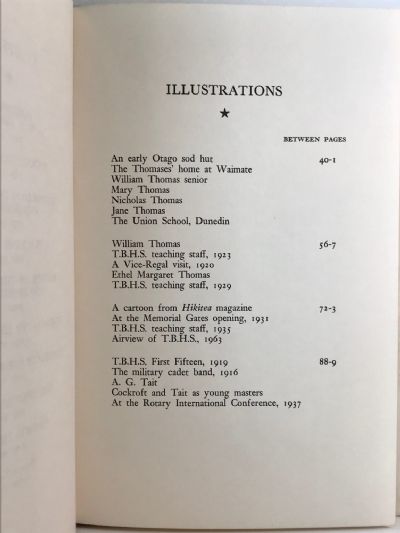 ILLUSTRATIONS
★
BETWEEN PAGES
An early Otago sod hut 40-1
The Thomases' home at Waimate
William Thomas senior
Mary Thomas
Nicholas Thomas
Jane Thomas
The Union School, Dunedin
William Thomas 56-7
T.B.H.S. teaching staff, 1923
A Vice-Regal visit, 1920
Ethel Margaret Thomas
T.B.H.S. teaching staff, 1929
A cartoon from Hikitea magazine 72-3
At the Memorial Gates opening, 1931
T.B.H.S. teaching staff, 1935
Airview of T.B.H.S., 1963
T.B.H.S. First Fifteen, 1919 88-9
The military cadet band, 1916
A. G. Tait
Cockroft and Tait as young masters
At the Rotary International Conference, 1937